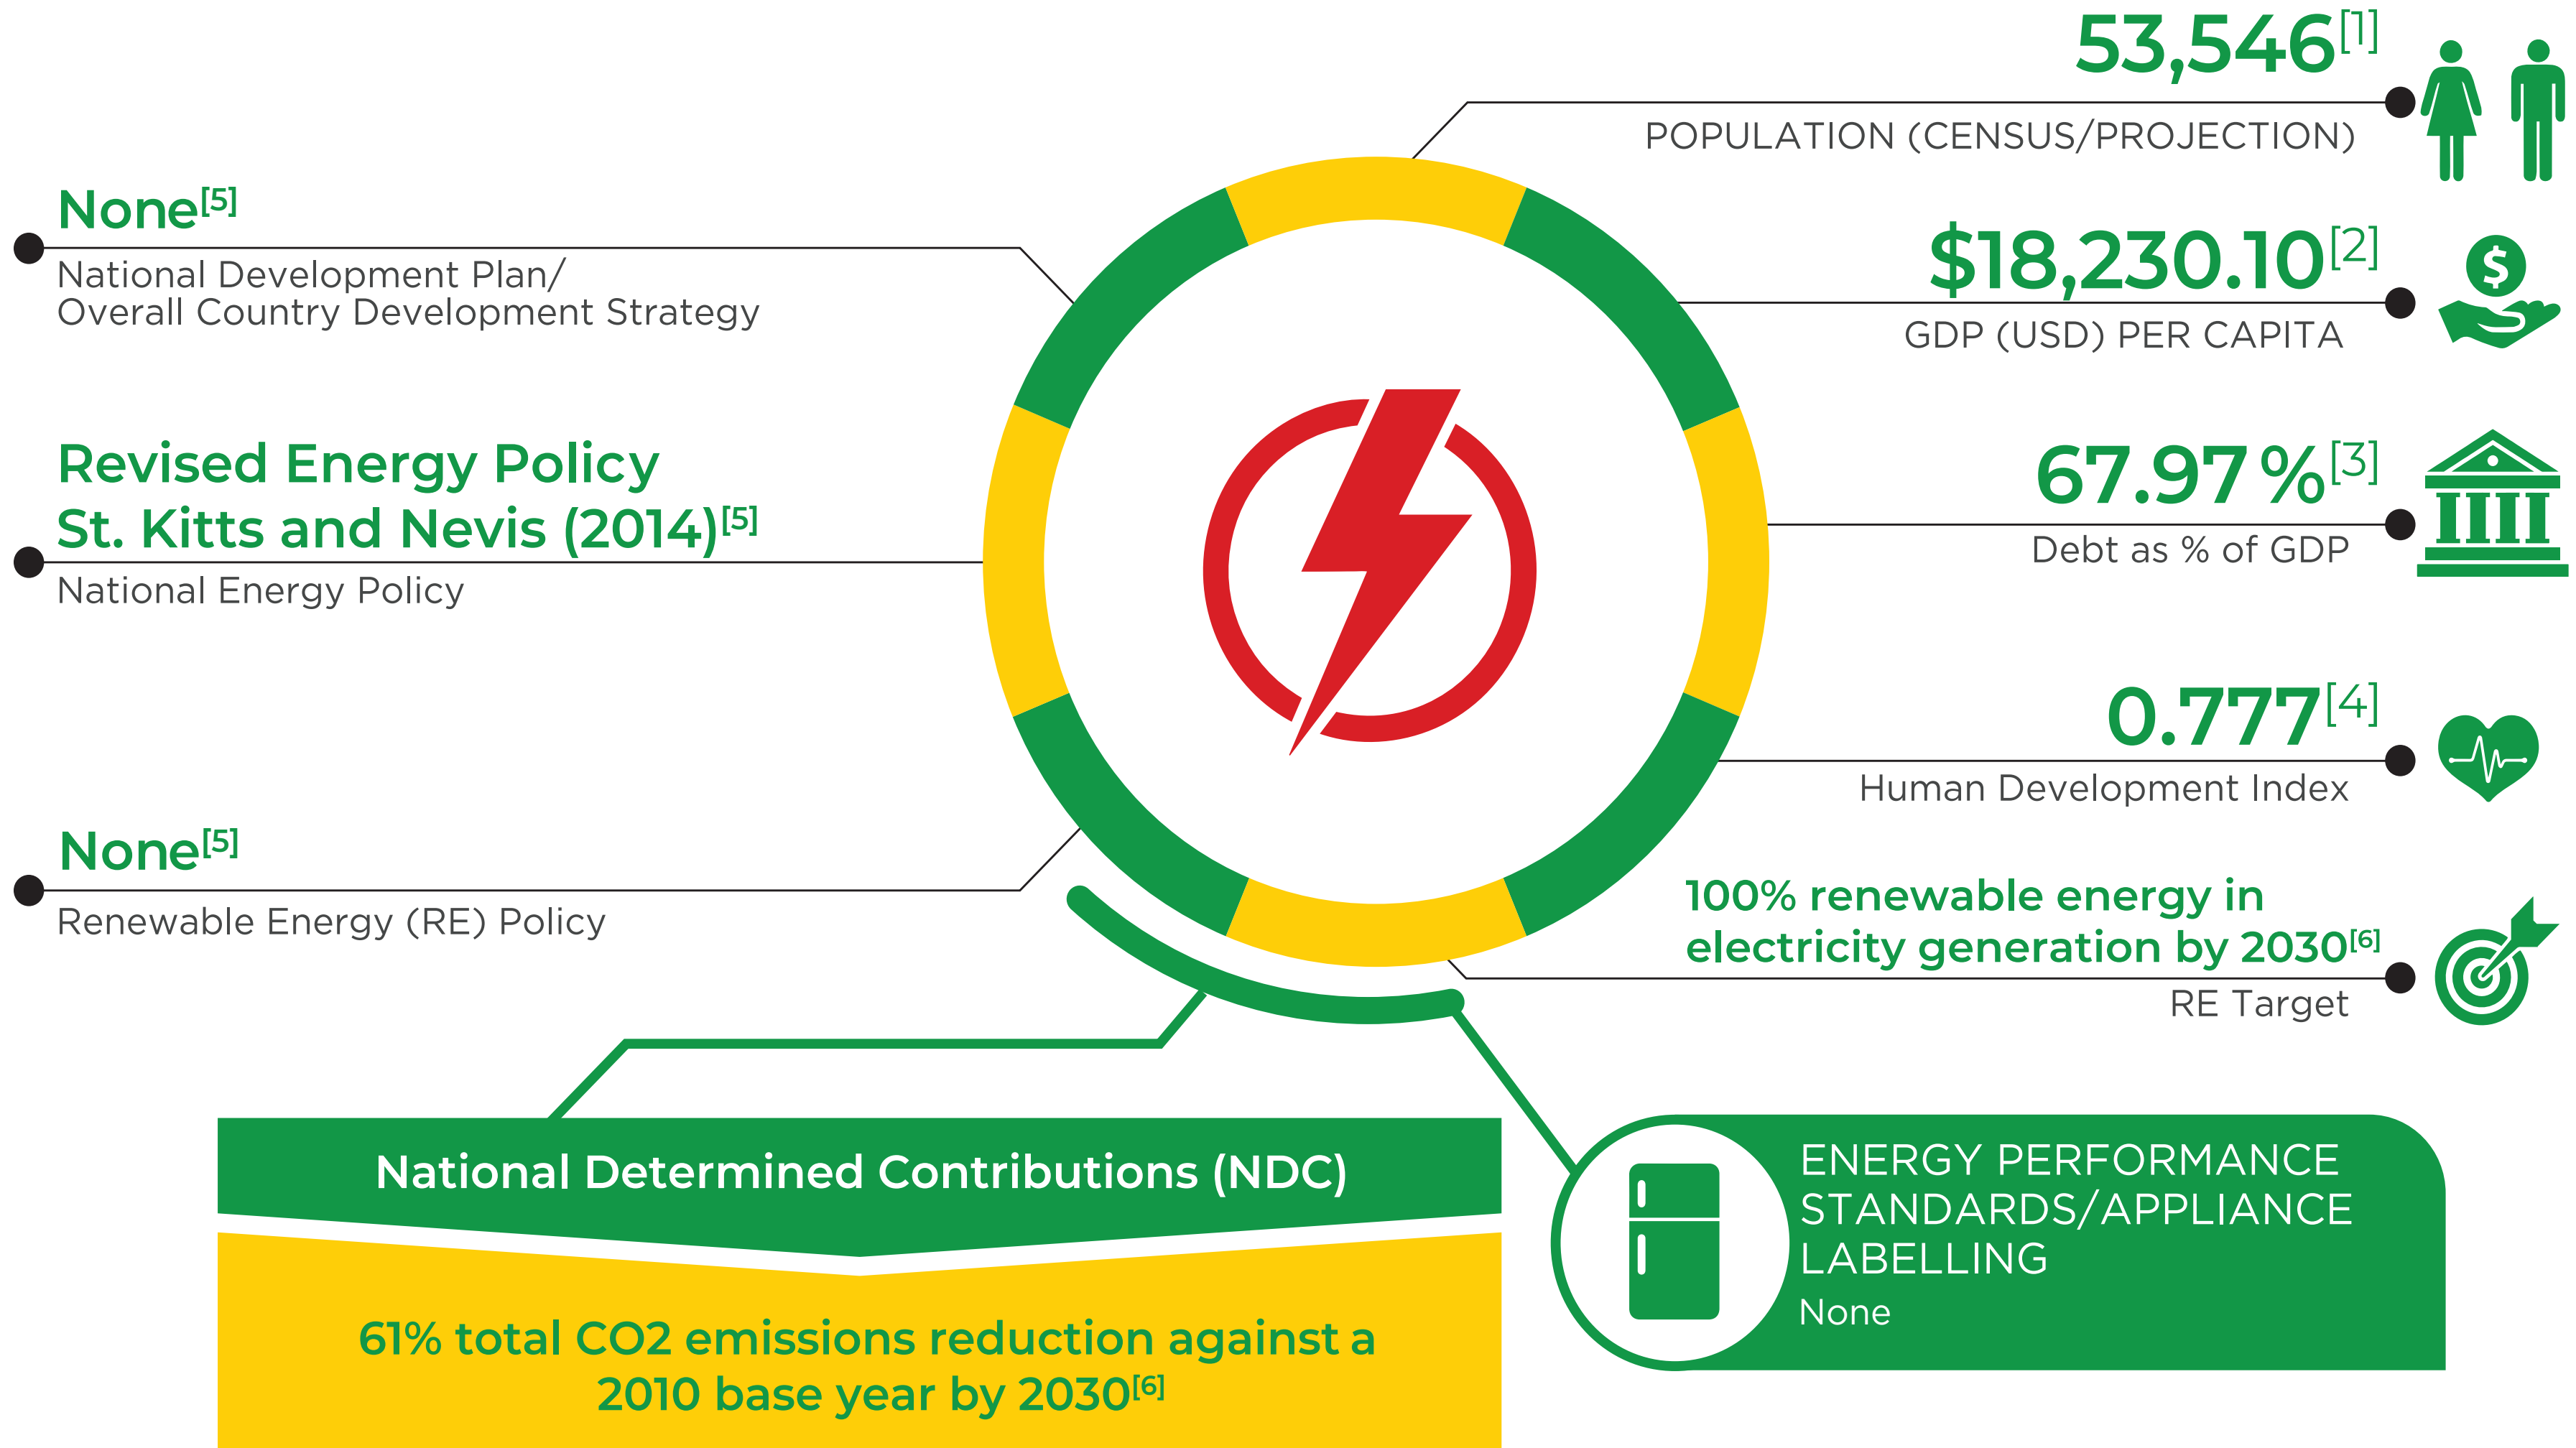 53,546[1]
POPULATION (CENSUS/PROJECTION)
None[5]
National Development Plan/
Overall Country Development Strategy
$18,230.10[2]
GDP (USD) PER CAPITA
Revised Energy Policy
St. Kitts and Nevis (2014)[5]
National Energy Policy
67.97 %[3]
Debt as % of GDP
0.777[4]
Human Development Index
None[5]
Renewable Energy (RE) Policy
100% renewable energy in
electricity generation by 2030[6]
RE Target
National Determined Contributions (NDC)
61% total CO2 emissions reduction against a
2010 base year by 2030[6]
ENERGY PERFORMANCE
STANDARDS/APPLIANCE
LABELLING
None
$